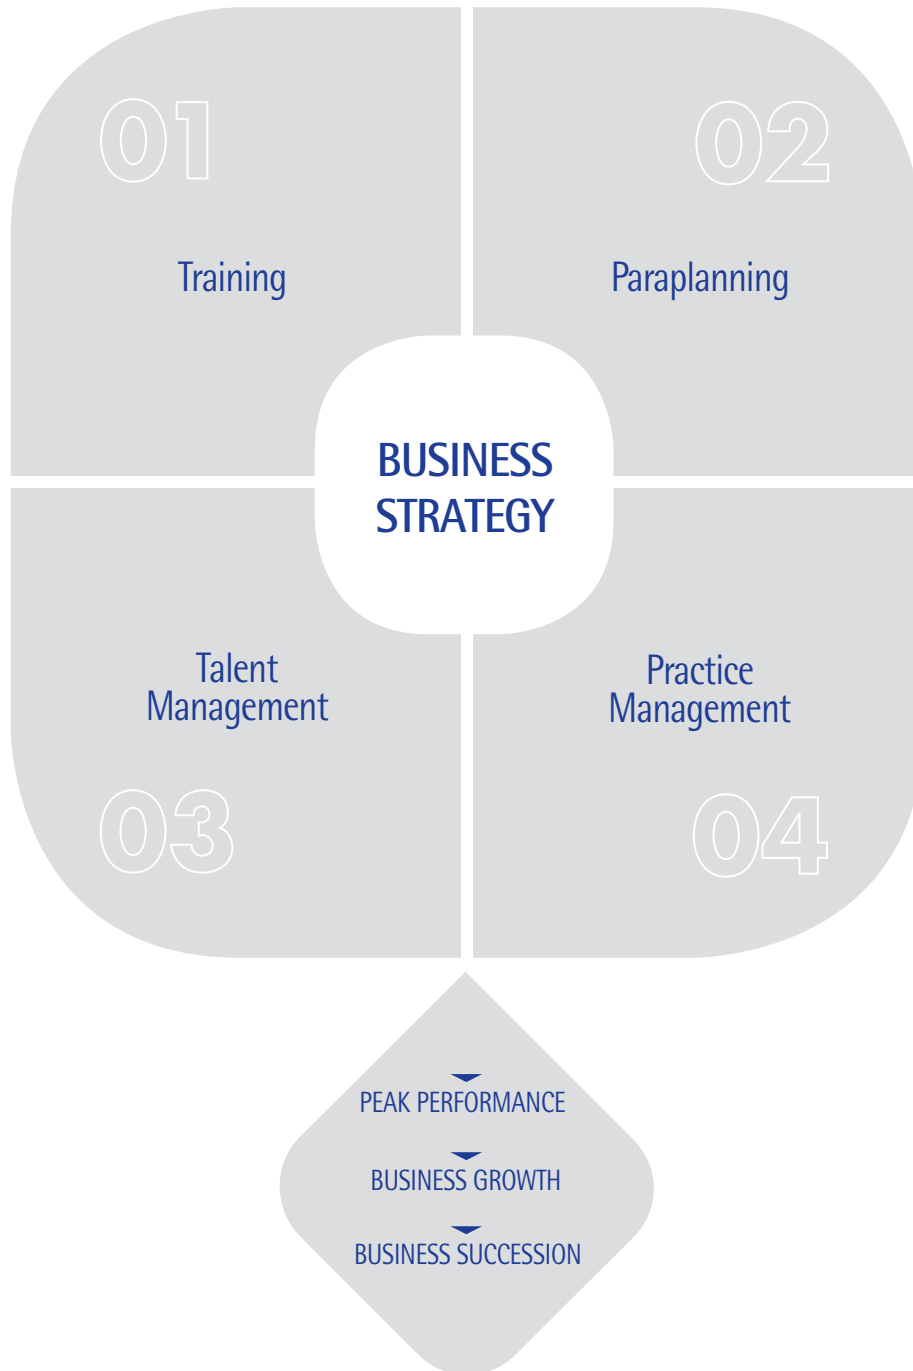 01
Training
02
Paraplanning
BUSINESS
STRATEGY
Talent
Management
03
Practice
Management
04
PEAK PERFORMANCE
BUSINESS GROWTH
BUSINESS SUCCESSION